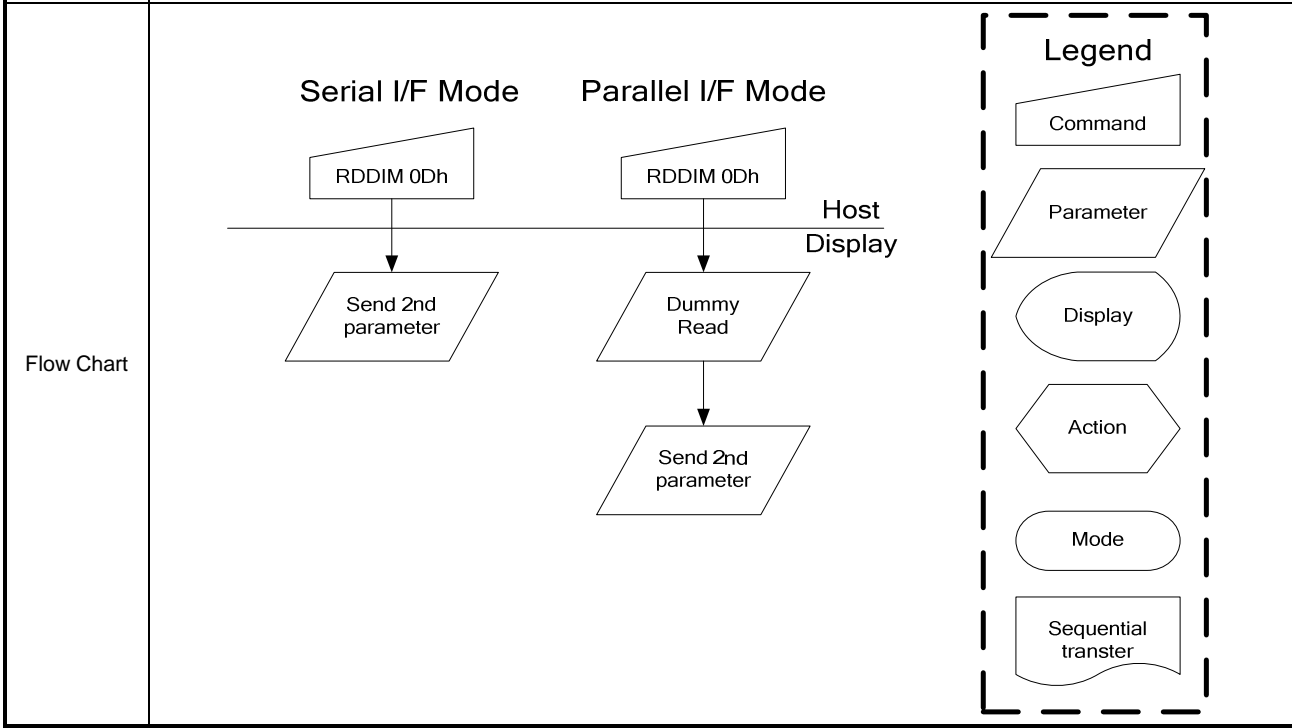 Flow Chart
Serial I/F Mode
RDDIM 0Dh
Send 2nd
parameter
Parallel I/F Mode
RDDIM 0Dh
Host
Display
Dummy
Read
Send 2nd
parameter
Legend
Command
Parameter
Display
Action
Mode
Sequential
transter